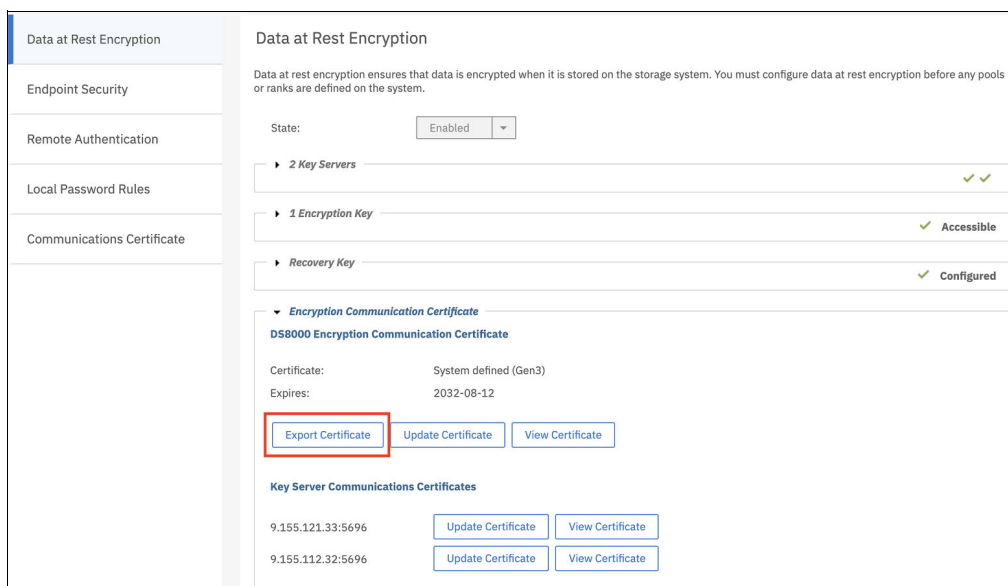 Data at Rest Encryption
Endpoint Security
Remote Authentication
Local Password Rules
Communications Certificate
Data at Rest Encryption
Data at rest encryption ensures that data is encrypted when it is stored on the storage system. You must configure data at rest encryption before any pools
or ranks are defined on the system.
State: Enabled
2 Key Servers
1 Encryption Key
Accessible
Recovery Key
Configured
Encryption Communication Certificate
DS8000 Encryption Communication Certificate
Certificate: System defined (Gen3)
Expires: 2032-08-12
Export Certificate Update Certificate View Certificate
Key Server Communications Certificates
9.155.121.33:5696 Update Certificate View Certificate
9.155.112.32:5696 Update Certificate View Certificate